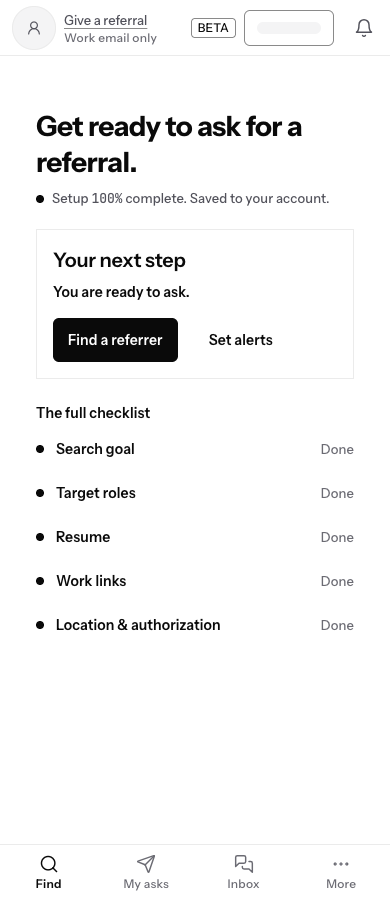 Give a referral
Work email only
BETA
Get ready to ask for a
referral.
Setup 100% complete. Saved to your account.
Your next step
You are ready to ask.
Find a referrer
Set alerts
The full checklist
Search goal
Done
Target roles
Done
Resume
Done
Work links
Done
Location & authorization
Done
Find
My asks
Inbox
More